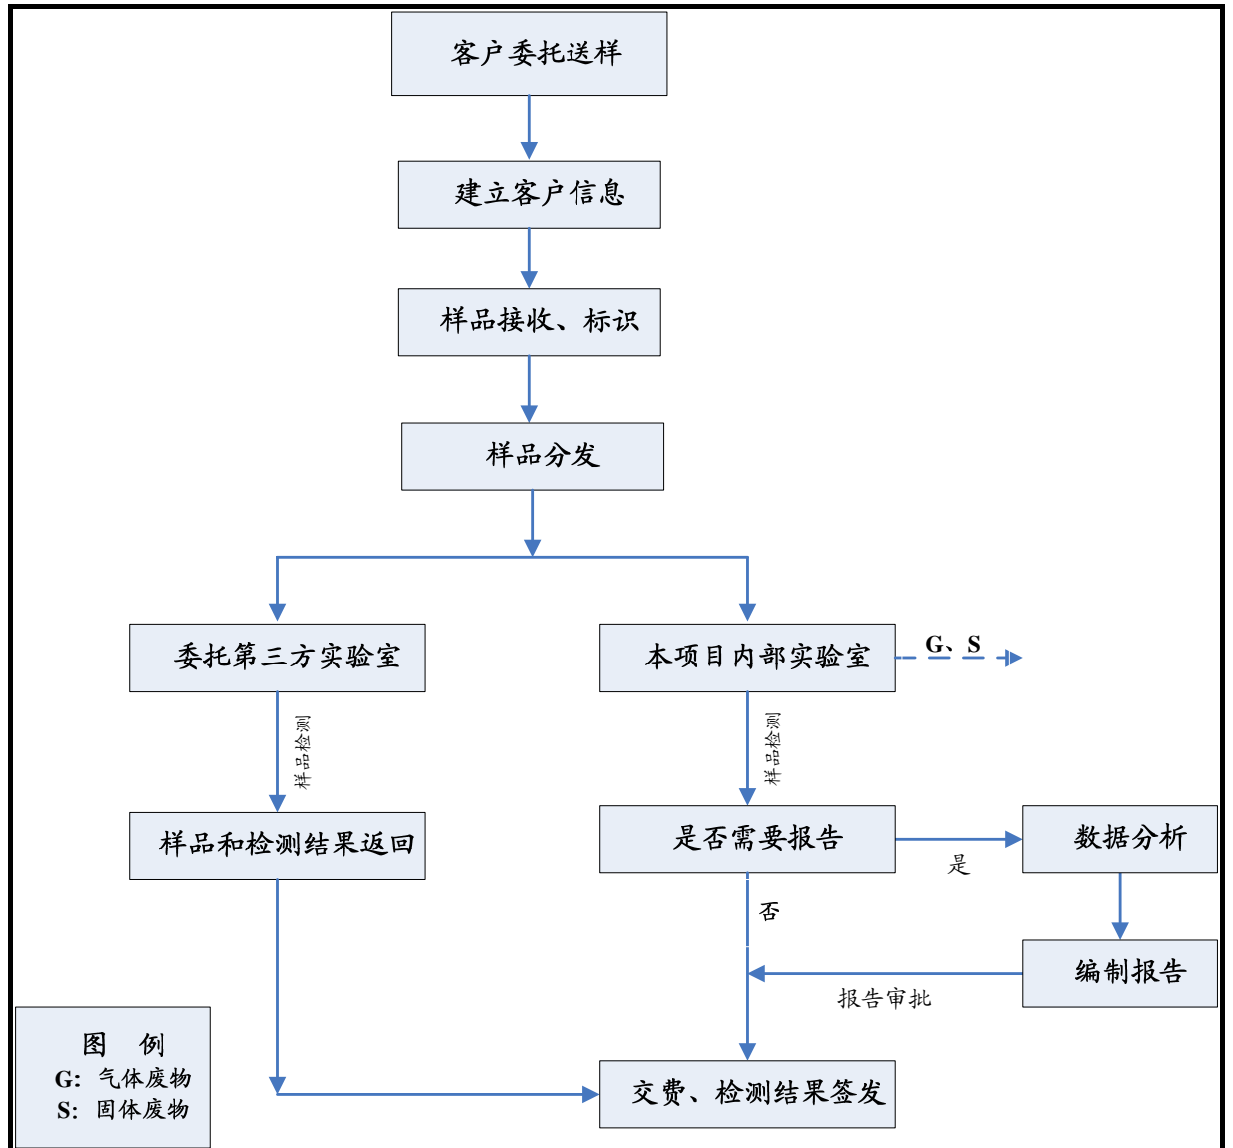 客户委托送样
建立客户信息
样品接收、标识
样品分发
委托第三方实验室
本项目内部实验室
G、S
样品检测
样品检测
样品和检测结果返回
是否需要报告
是
数据分析
否
编制报告
报告审批
图 例
G: 气体废物
S: 固体废物
交费、检测结果签发